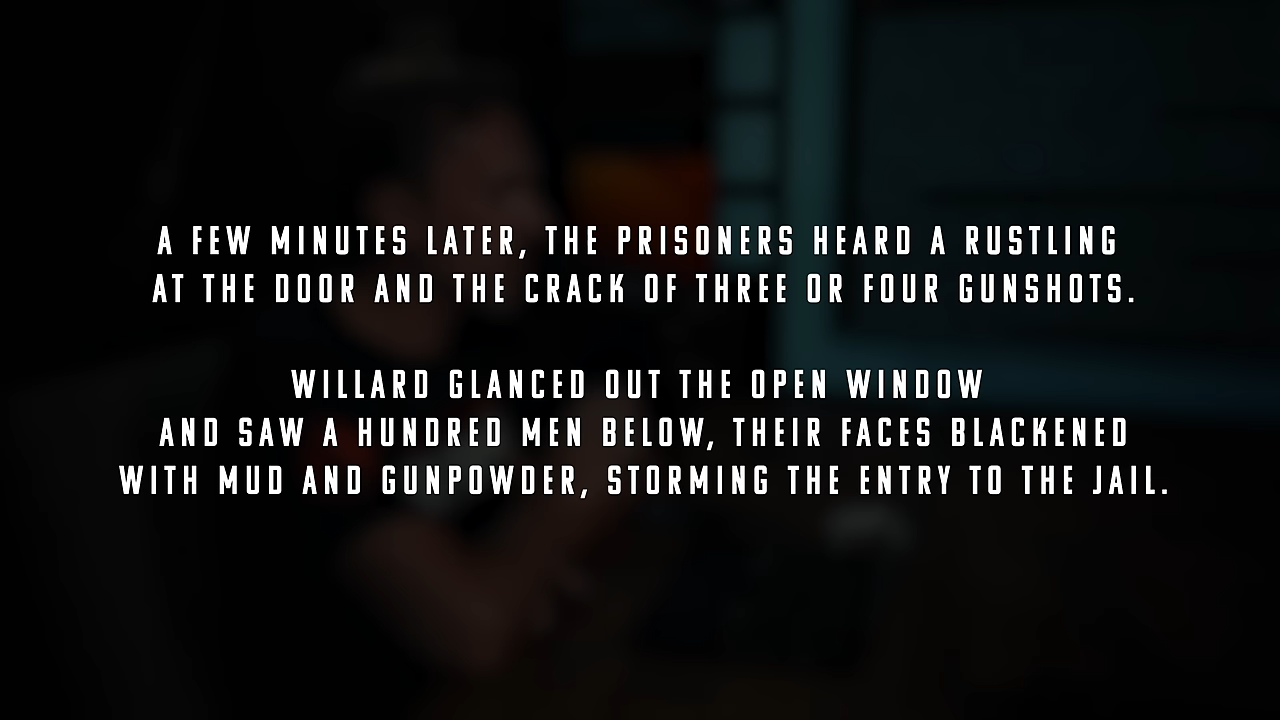 A FEW MINUTES LATER, THE PRISONERS HEARD A RUSTLING
AT THE DOOR AND THE CRACK OF THREE OR FOUR GUNSHOTS.
WILLARD GLANCED OUT THE OPEN WINDOW
AND SAW A HUNDRED MEN BELOW, THEIR FACES BLACKENED
WITH MUD AND GUNPOWDER, STORMING THE ENTRY TO THE JAIL.